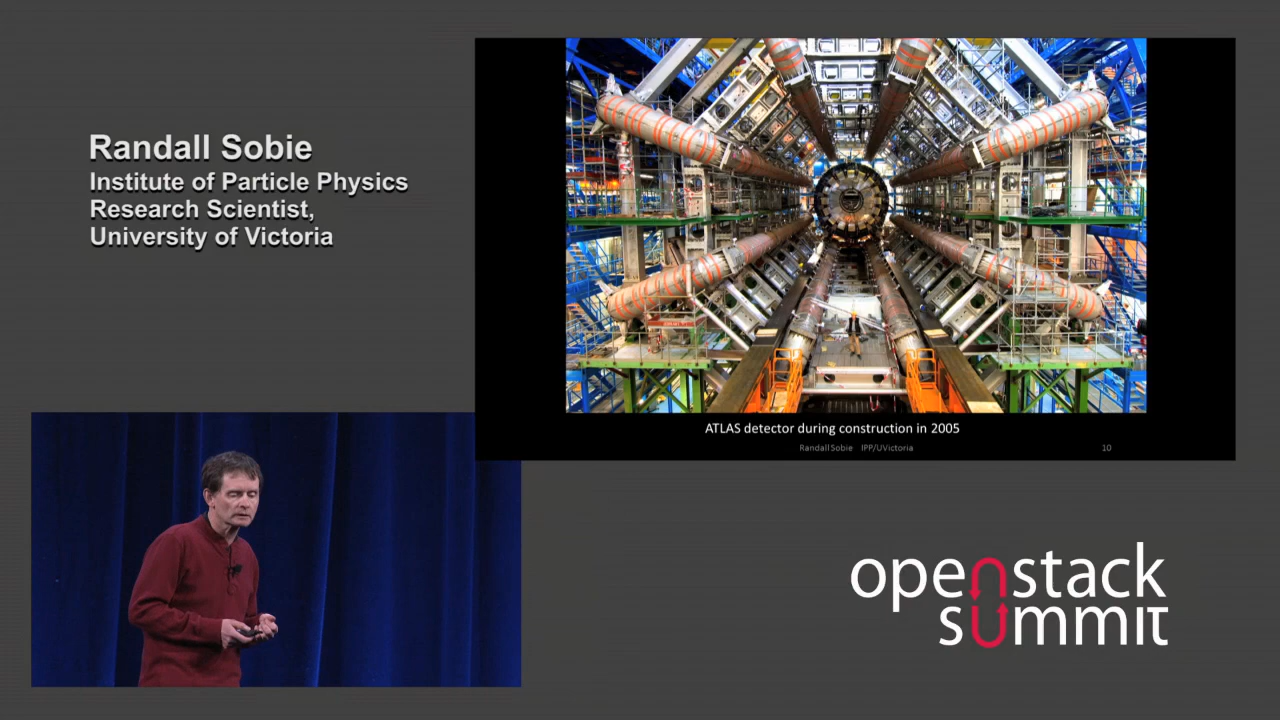 Randall Sobie
Institute of Particle Physics
Research Scientist,
University of Victoria
ATLAS detector during construction in 2005
Randall Sobie IPP/UVictoria
10
openstack
summit